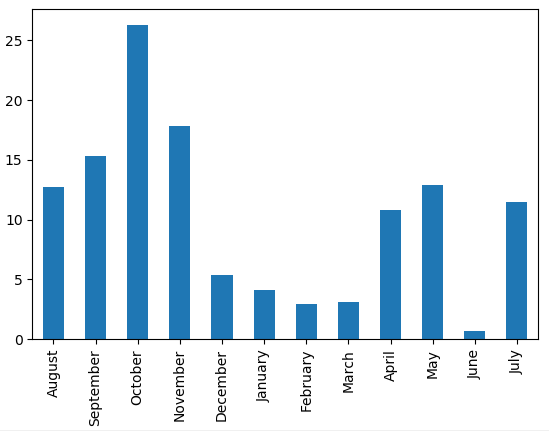 25
20
15
10
5
0
August
September
October
November
December
January
February
March
April
May
June
July